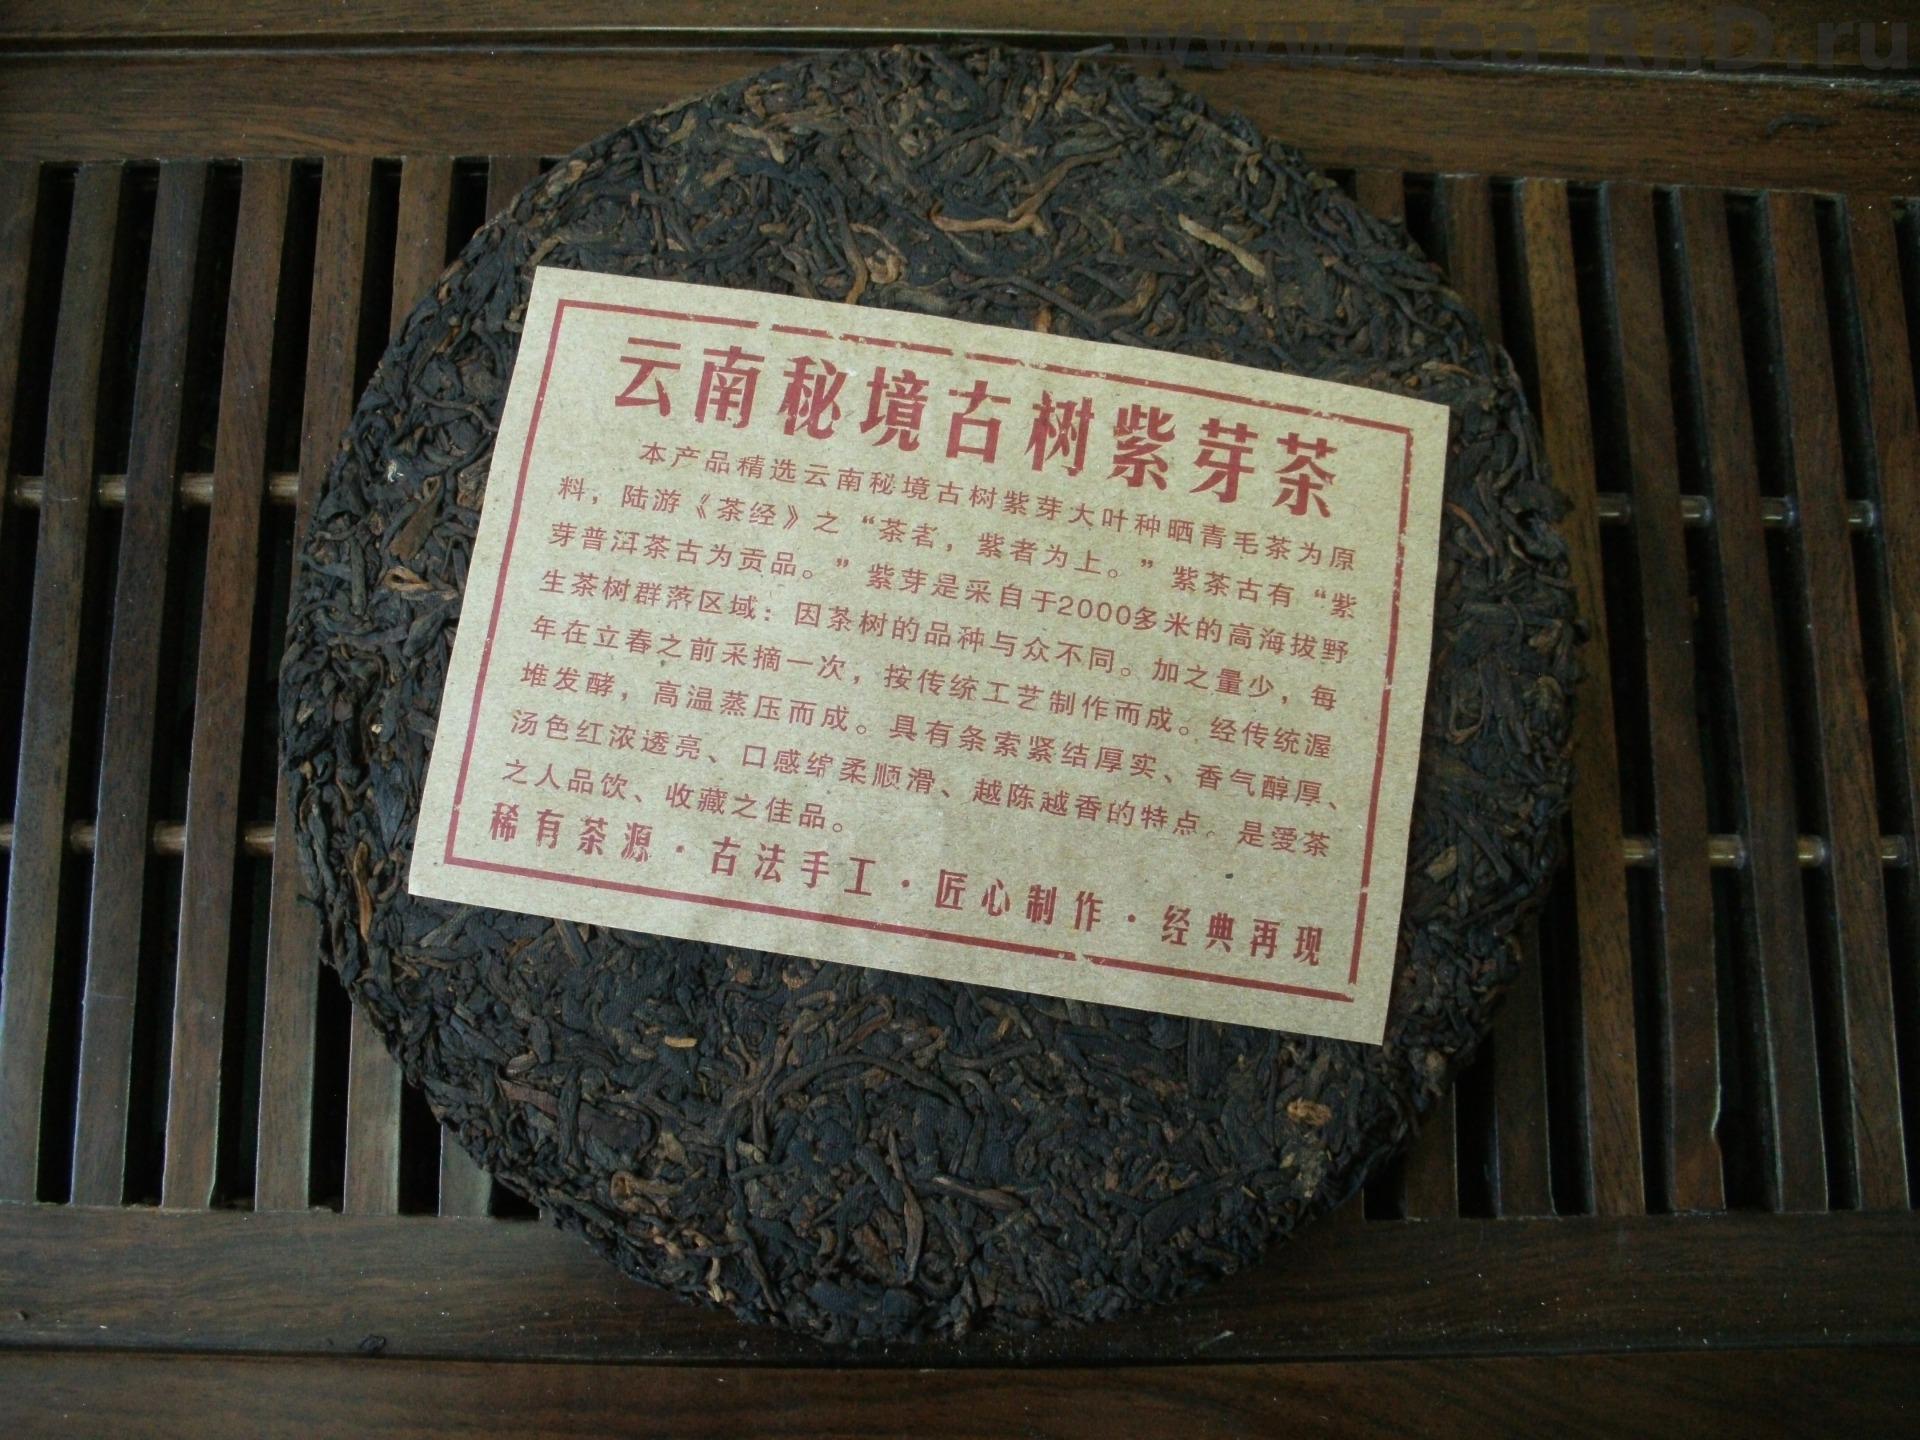 www.Tea-RnD.ru
云南秘境古树紫芽茶
本产品精选云南秘境古树紫芽大叶种晒青毛茶为原
料，陆游《茶经》之“茶者，紫者为上。”紫茶古有“紫
芽普洱茶古为贡品。”紫芽是采自于2000多米的高海拔野
生茶树群落区域：因茶树的品种与众不同。加之量少，每
年在立春之前采摘一次，按传统工艺制作而成。经传统渥
堆发酵，高温蒸压而成。具有条索紧结厚实、香气醇厚、
汤色红浓透亮、口感绵柔顺滑、越陈越香的特点。是爱茶
之人品饮、收藏之佳品。
稀有茶源·古法手工·匠心制作·经典再现